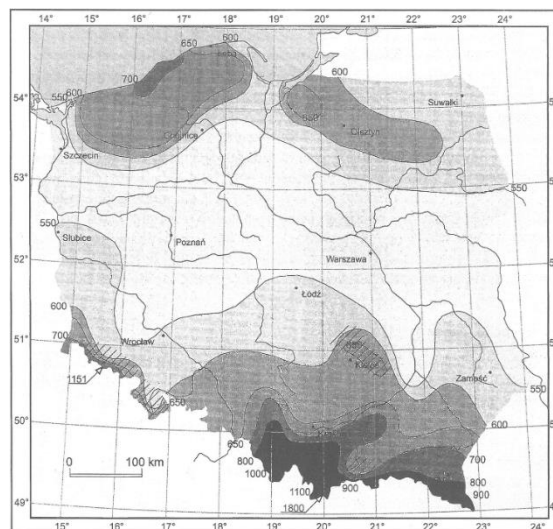 14° 15° 16° 17° 18° 19° 20° 21° 22° 23° 24°
650 600
700
600
550
54°
Suwałki
650
Olsztyn
Chojnice
Szczecin
53°
550
550
Słubice
Poznań
Warszawa
52°
Łódź
600
51°
700
Wrocław
Zamość
550
1151
650
50°
600
0 100 km
650
800
1000
700
1100
900
800
1800
900
49°
15° 16° 17° 18° 19° 20° 21° 22° 23°